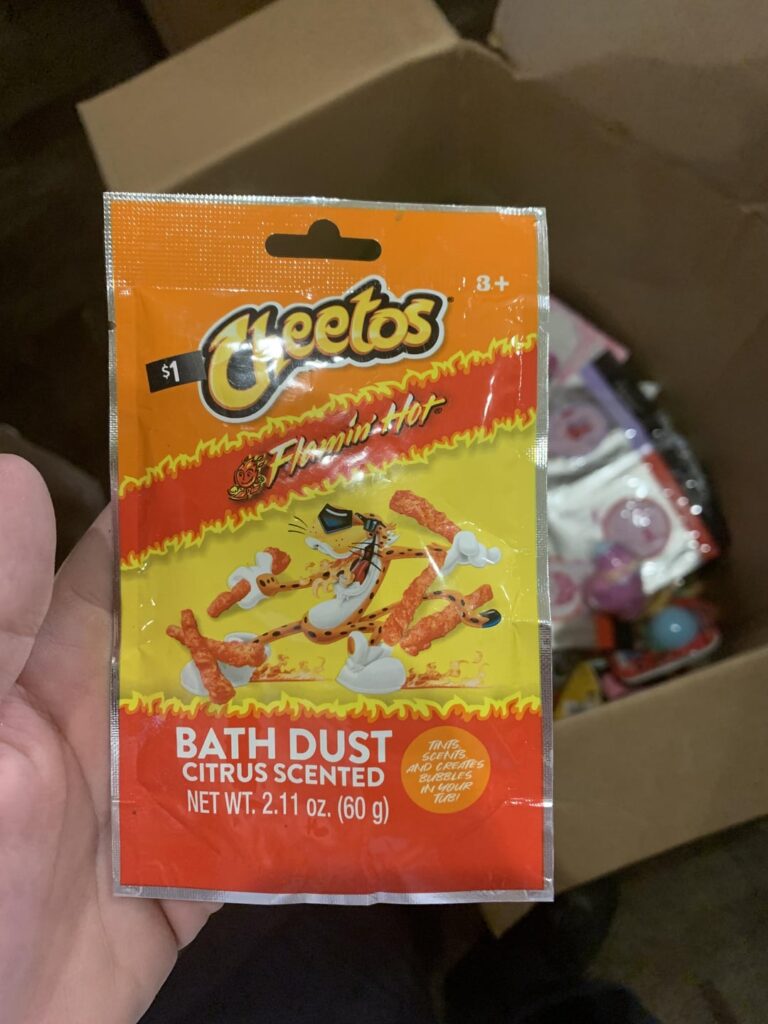 3+
Cheetos
$1
Flamin' Hot®
BATH DUST
CITRUS SCENTED
NET WT. 2.11 oz. (60 g)
TINTS,
SCENTS,
AND CREATES
BUBBLES
IN YOUR
TUB!